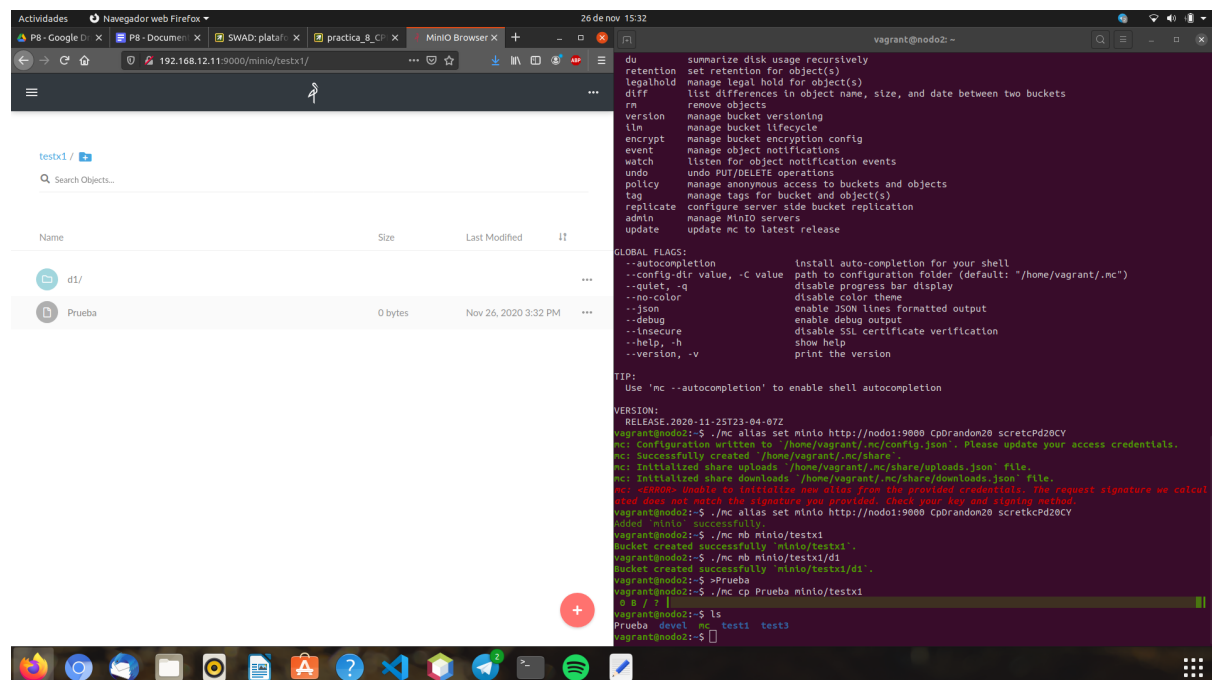 Actividades Navegador web Firefox 26 de nov 15:32
P8 - Google Dr P8 - Document SWAD: platafo practica_8_CP MinIO Browser
192.168.12.11:9000/minio/testx1/
testx1 /
Search Objects...
Name Size Last Modified
d1/
Prueba 0 bytes Nov 26, 2020 3:32 PM
vagrant@nodo2: ~
du summarize disk usage recursively
retention set retention for object(s)
legalhold manage legal hold for object(s)
diff list differences in object name, size, and date between two buckets
rm remove objects
version manage bucket versioning
ilm manage bucket lifecycle
encrypt manage bucket encryption config
event manage object notifications
watch listen for object notification events
undo undo PUT/DELETE operations
policy manage anonymous access to buckets and objects
tag manage tags for bucket and object(s)
replicate configure server side bucket replication
admin manage MinIO servers
update update mc to latest release
GLOBAL FLAGS:
--autocompletion install auto-completion for your shell
--config-dir value, -C value path to configuration folder (default: "/home/vagrant/.mc")
--quiet, -q disable progress bar display
--no-color disable color theme
--json enable JSON lines formatted output
--debug enable debug output
--insecure disable SSL certificate verification
--help, -h show help
--version, -v print the version
TIP:
Use 'mc --autocompletion' to enable shell autocompletion
VERSION:
RELEASE.2020-11-25T23-04-07Z
vagrant@nodo2:~$ ./mc alias set minio http://nodo1:9000 CpDrandom20 scretcPd20CY
mc: Configuration written to `/home/vagrant/.mc/config.json`. Please update your access credentials.
mc: Successfully created `/home/vagrant/.mc/share`.
mc: Initialized share uploads `/home/vagrant/.mc/share/uploads.json` file.
mc: Initialized share downloads `/home/vagrant/.mc/share/downloads.json` file.
mc: <ERROR> Unable to initialize new alias from the provided credentials. The request signature we calcul
ated does not match the signature you provided. Check your key and signing method.
vagrant@nodo2:~$ ./mc alias set minio http://nodo1:9000 CpDrandom20 scretkcPd20CY
Added `minio` successfully.
vagrant@nodo2:~$ ./mc mb minio/testx1
Bucket created successfully `minio/testx1`.
vagrant@nodo2:~$ ./mc mb minio/testx1/d1
Bucket created successfully `minio/testx1/d1`.
vagrant@nodo2:~$ >Prueba
vagrant@nodo2:~$ ./mc cp Prueba minio/testx1
0 B / ?
vagrant@nodo2:~$ ls
Prueba devel mc test1 test3
vagrant@nodo2:~$
2